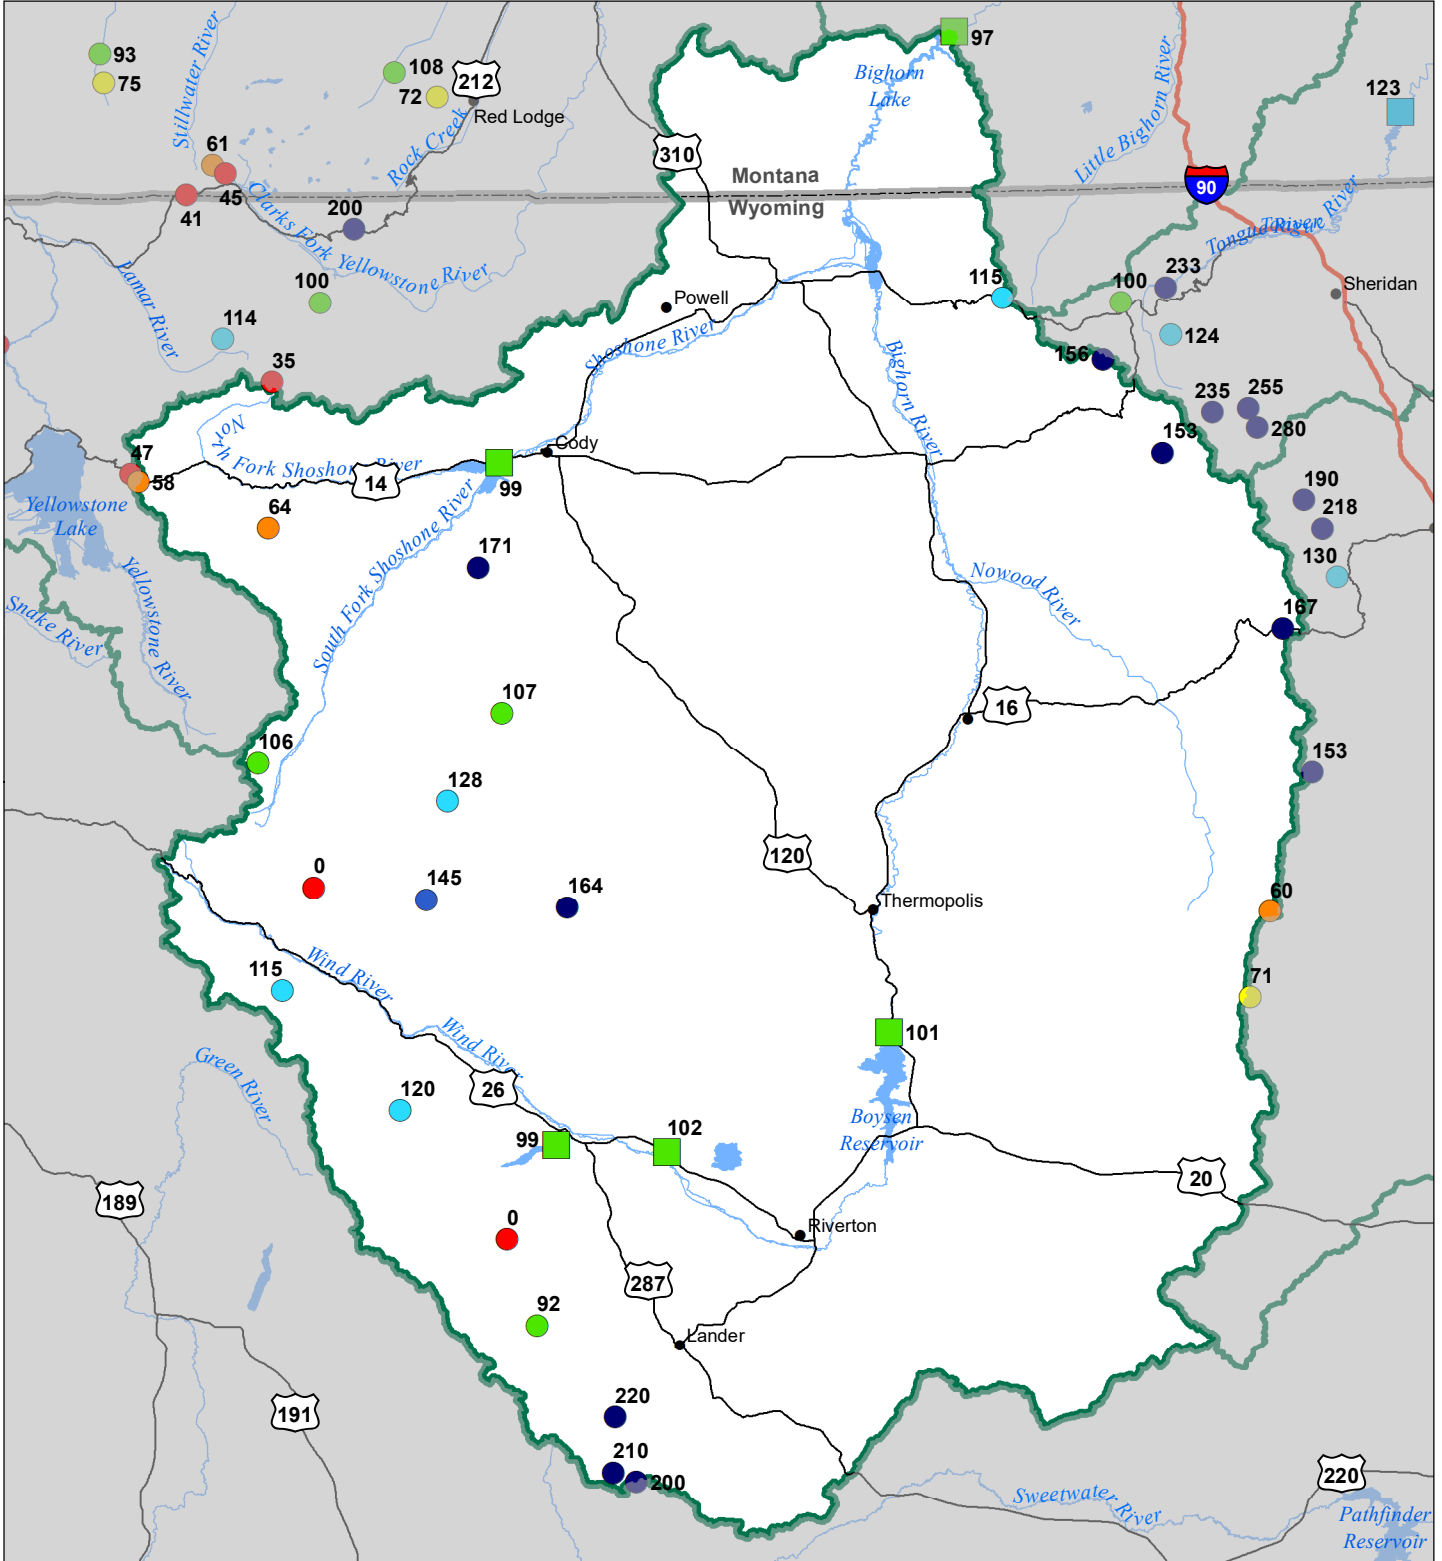 93
75
Stillwater River
108
72
212
Red Lodge
Rock Creek
97
Bighorn
Lake
Little Bighorn River
123
61
45
41
200
Clarks Fork Yellowstone River
310
Montana
Wyoming
90
Tongue River
Tongue River
Lamar River
100
114
35
Powell
Shoshone River
115
100
233
Sheridan
124
156
Bighorn River
235
255
280
153
47
58
North Fork Shoshone River
14
Cody
99
Yellowstone
Lake
64
171
South Fork Shoshone River
Yellowstone River
Snake River
190
218
130
Nowood River
167
107
16
106
128
153
0
145
164
120
Thermopolis
60
71
115
Wind River
Wind River
101
Green River
120
26
Boysen
Reservoir
99
102
20
189
0
Riverton
287
92
Lander
191
220
210
200
Sweetwater River
220
Pathfinder
Reservoir